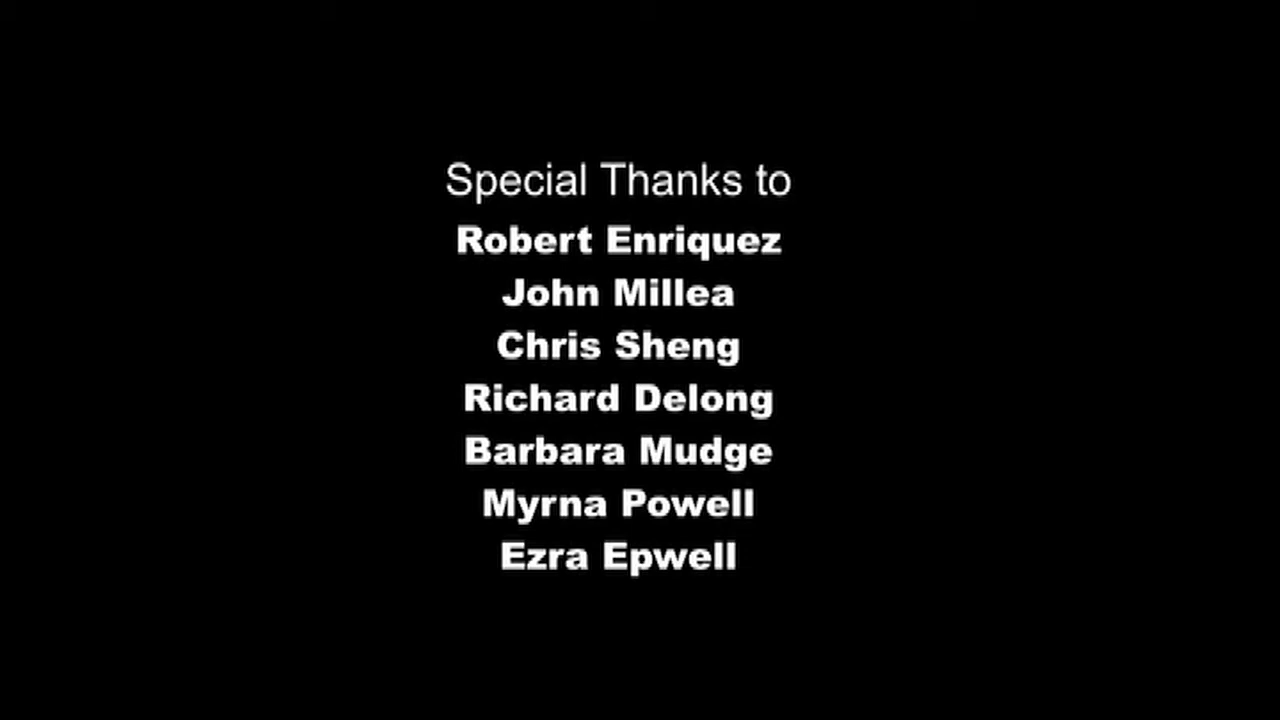 Special Thanks to
Robert Enriquez
John Millea
Chris Sheng
Richard Delong
Barbara Mudge
Myrna Powell
Ezra Epwell